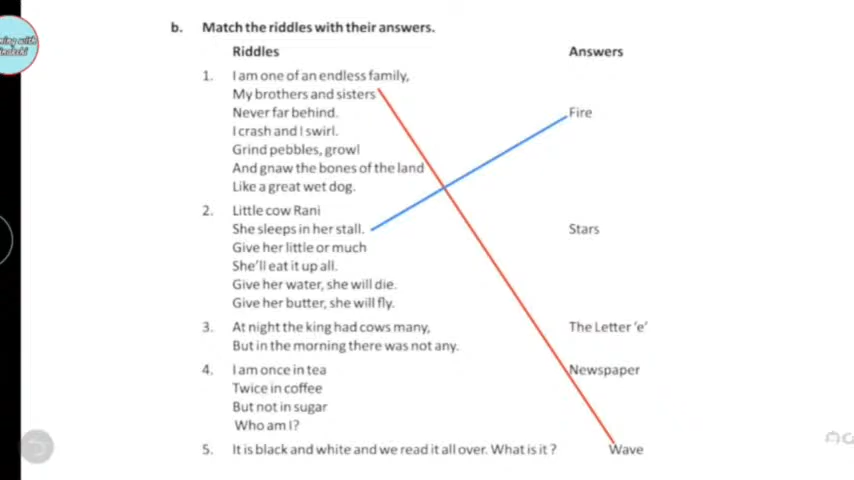 b. Match the riddles with their answers.
Riddles Answers
1. I am one of an endless family,
My brothers and sisters
Never far behind. Fire
I crash and I swirl.
Grind pebbles, growl
And gnaw the bones of the land
Like a great wet dog.
2. Little cow Rani
She sleeps in her stall. Stars
Give her little or much
She'll eat it up all.
Give her water, she will die.
Give her butter, she will fly.
3. At night the king had cows many, The Letter 'e'
But in the morning there was not any.
4. I am once in tea Newspaper
Twice in coffee
But not in sugar
Who am I?
5. It is black and white and we read it all over. What is it ? Wave